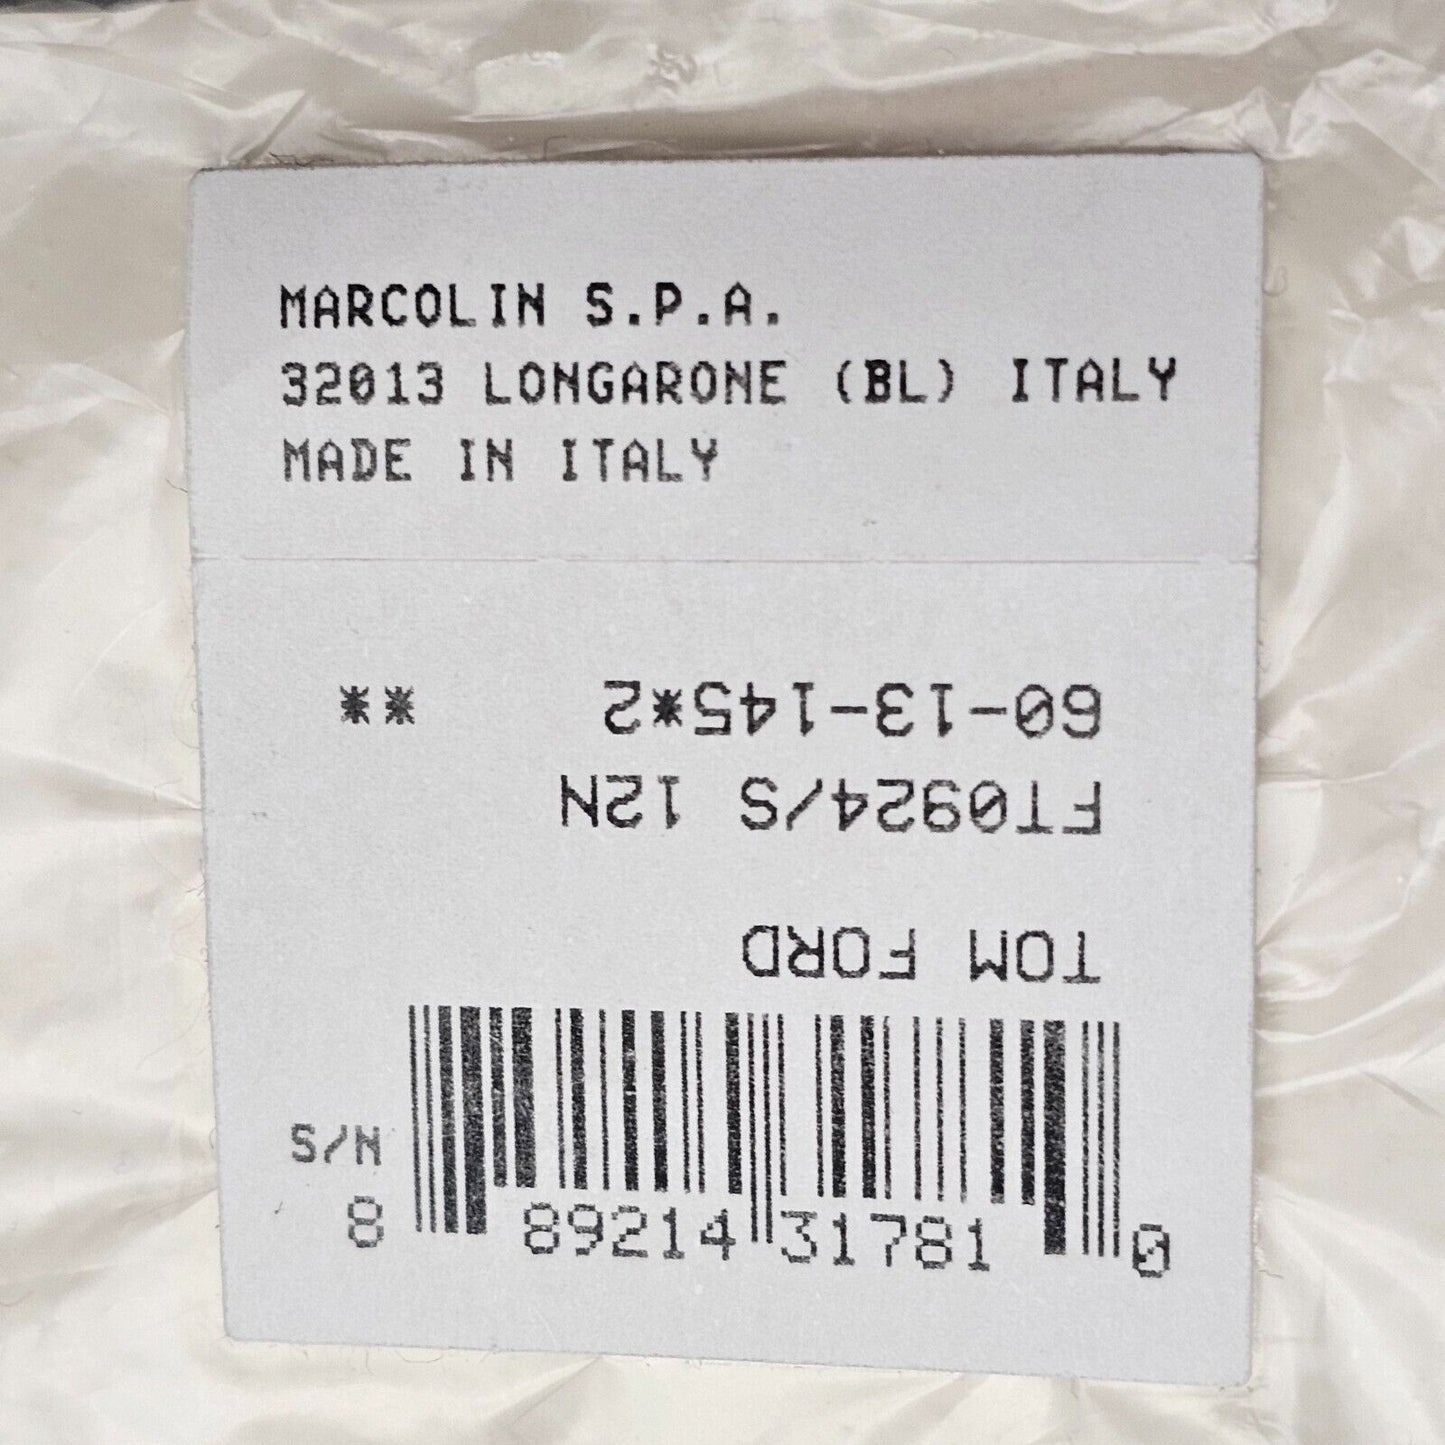 MARCOLIN S.P.A.
32013 LONGARONE (BL) ITALY
MADE IN ITALY
60-13-145*2 **
FT0924/S 12N
TOM FORD
S/N
8 89214 31781 0